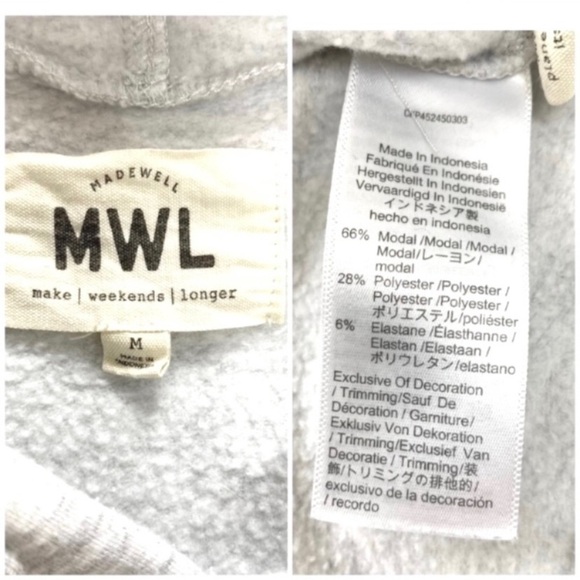 MADEWELL
MWL
make | weekends | longer
M
MADE IN
INDONESIA
Made In Indonesia
Fabriqué En Indonésie
Hergestellt In Indonesien
Vervaardigd In Indonesië
インドネシア製
hecho en indonesia
66% Modal /Modal /Modal /
Modal/レーヨン/
modal
28% Polyester /Polyester /
Polyester /Polyester /
ポリエステル/poliéster
6% Elastane /Élasthanne /
Elastan /Elastaan /
ポリウレタン/elastano
Exclusive Of Decoration
/ Trimming/Sauf De
Décoration / Garniture/
Exklusiv Von Dekoration
/ Trimming/Exclusief Van
Decoratie / Trimming/装
飾/トリミングの排他的/
exclusivo de la decoración
/ recordo